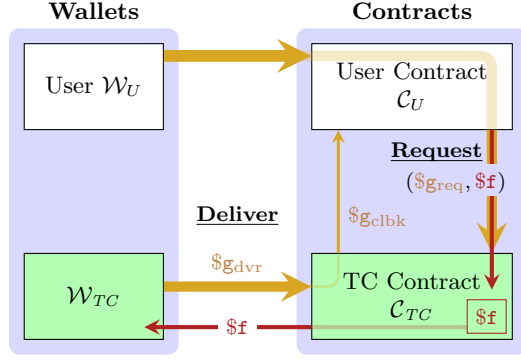 Wallets
Contracts
User 𝒲_U
User Contract
𝒞_U
Request
($g_req, $f)
Deliver
$g_clbk
$g_dvr
𝒲_TC
TC Contract
𝒞_TC
$f
$f